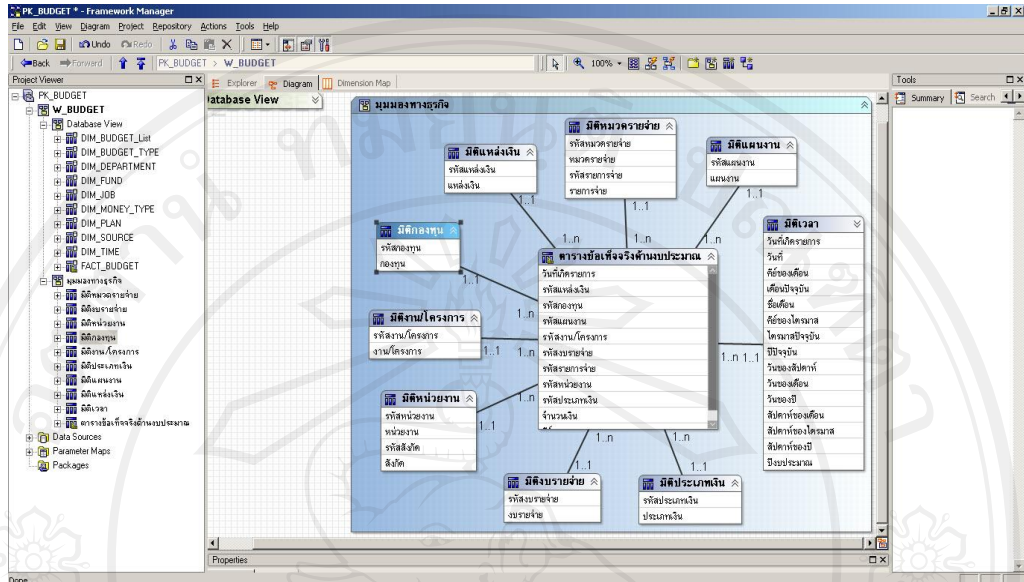 PK_BUDGET * - Framework Manager
File Edit View Diagram Project Repository Actions Tools Help
Undo Redo
Back Forward PK_BUDGET > W_BUDGET 100%
Project Viewer
Explorer Diagram Dimension Map
Tools
Summary Search
PK_BUDGET
W_BUDGET
Database View
DIM_BUDGET_List
DIM_BUDGET_TYPE
DIM_DEPARTMENT
DIM_FUND
DIM_JOB
DIM_MONEY_TYPE
DIM_PLAN
DIM_SOURCE
DIM_TIME
FACT_BUDGET
มุมมองทางธุรกิจ
มิติหมวดรายจ่าย
มิติงบรายจ่าย
มิติหน่วยงาน
มิติกองทุน
มิติงาน/โครงการ
มิติประเภทเงิน
มิติแผนงาน
มิติแหล่งเงิน
มิติเวลา
ตารางข้อเท็จจริงด้านงบประมาณ
Data Sources
Parameter Maps
Packages
atabase View
มุมมองทางธุรกิจ
มิติหมวดรายจ่าย
รหัสหมวดรายจ่าย
หมวดรายจ่าย
รหัสรายการจ่าย
รายการจ่าย
1..1
1..n
มิติแหล่งเงิน
รหัสแหล่งเงิน
แหล่งเงิน
1..1
1..n
มิติแผนงาน
รหัสแผนงาน
แผนงาน
1..1
1..n
มิติกองทุน
รหัสกองทุน
กองทุน
1..1
1..n
มิติงาน/โครงการ
รหัสงาน/โครงการ
งาน/โครงการ
1..1
1..n
มิติหน่วยงาน
รหัสหน่วยงาน
หน่วยงาน
รหัสสังกัด
สังกัด
1..1
1..n
ตารางข้อเท็จจริงด้านงบประมาณ
วันที่เกิดรายการ
รหัสแหล่งเงิน
รหัสกองทุน
รหัสแผนงาน
รหัสงาน/โครงการ
รหัสงบรายจ่าย
รหัสรายการจ่าย
รหัสหน่วยงาน
รหัสประเภทเงิน
จำนวนเงิน
มิติเวลา
วันที่เกิดรายการ
วันที่
คีย์ของเดือน
เดือนปัจจุบัน
ชื่อเดือน
คีย์ของไตรมาส
ไตรมาสปัจจุบัน
ปีปัจจุบัน
วันของสัปดาห์
วันของเดือน
วันของปี
สัปดาห์ของเดือน
สัปดาห์ของไตรมาส
สัปดาห์ของปี
ปีงบประมาณ
1..n 1..1
1..n
1..1
มิติงบรายจ่าย
รหัสงบรายจ่าย
งบรายจ่าย
1..n
1..1
มิติประเภทเงิน
รหัสประเภทเงิน
ประเภทเงิน
Properties
Done